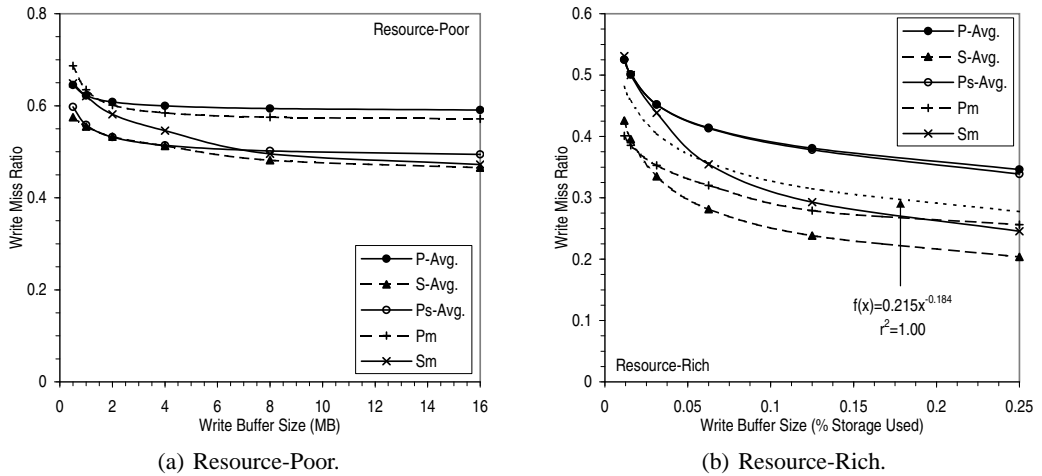 0.8
0.6
0.4
0.2
0
Write Miss Ratio
Resource-Poor
P-Avg.
S-Avg.
Ps-Avg.
Pm
Sm
0 2 4 6 8 10 12 14 16
Write Buffer Size (MB)
(a) Resource-Poor.
0.6
0.5
0.4
0.3
0.2
0.1
0
Write Miss Ratio
P-Avg.
S-Avg.
Ps-Avg.
Pm
Sm
f(x)=0.215x^-0.184
r^2=1.00
Resource-Rich
0 0.05 0.1 0.15 0.2 0.25
Write Buffer Size (% Storage Used)
(b) Resource-Rich.